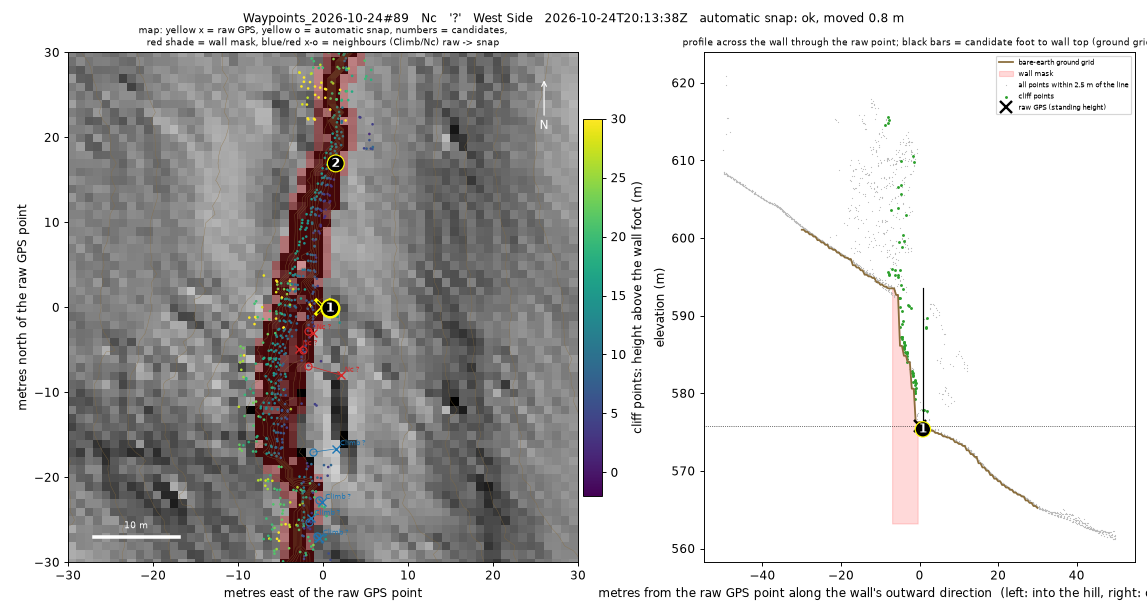 Waypoints_2026-10-24#89   Nc   '?'   West Side   2026-10-24T20:13:38Z   automatic snap: ok, moved 0.8 m
map: yellow x = raw GPS, yellow o = automatic snap, numbers = candidates,
red shade = wall mask, blue/red x-o = neighbours (Climb/Nc) raw -> snap
profile across the wall through the raw point; black bars = candidate foot to wall top (ground gri
30
20
10
0
−10
−20
−30
metres north of the raw GPS point
−30
−20
−10
0
10
20
30
metres east of the raw GPS point
N
2
1
10 m
Climb ?
30
25
20
15
10
5
0
cliff points: height above the wall foot (m)
620
610
600
590
580
570
560
elevation (m)
−40
−20
0
20
40
metres from the raw GPS point along the wall's outward direction  (left: into the hill, right:
bare-earth ground grid
wall mask
all points within 2.5 m of the line
cliff points
raw GPS (standing height)
1